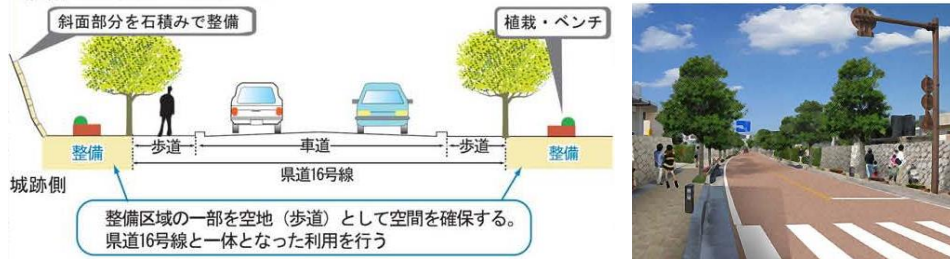 斜面部分を石積みで整備
植栽・ベンチ
歩道
車道
歩道
整備
整備
県道16号線
城跡側
整備区域の一部を空地（歩道）として空間を確保する。
県道16号線と一体となった利用を行う